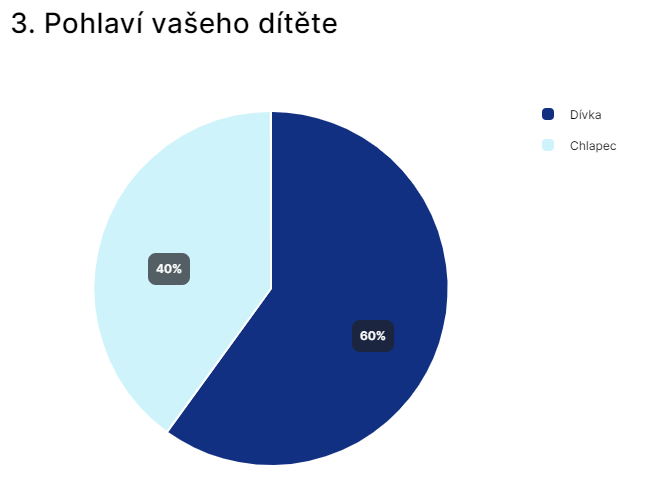 3. Pohlaví vašeho dítěte
Dívka
Chlapec
40%
60%